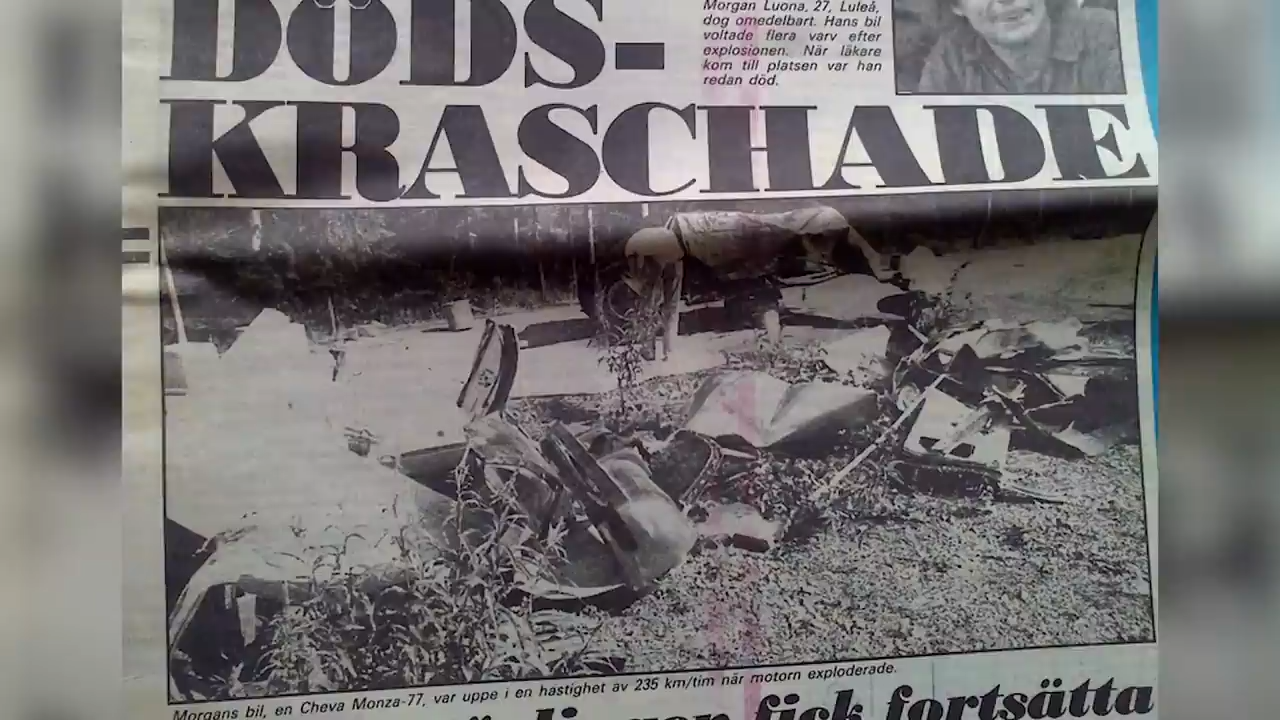 DÖDS-
KRASCHADE
Morgan Luona, 27, Luleå,
dog omedelbart. Hans bil
voltade flera varv efter
explosionen. När läkare
kom till platsen var han
redan död.
Morgans bil, en Cheva Monza-77, var uppe i en hastighet av 235 km/tim när motorn exploderade.
fick fortsätta